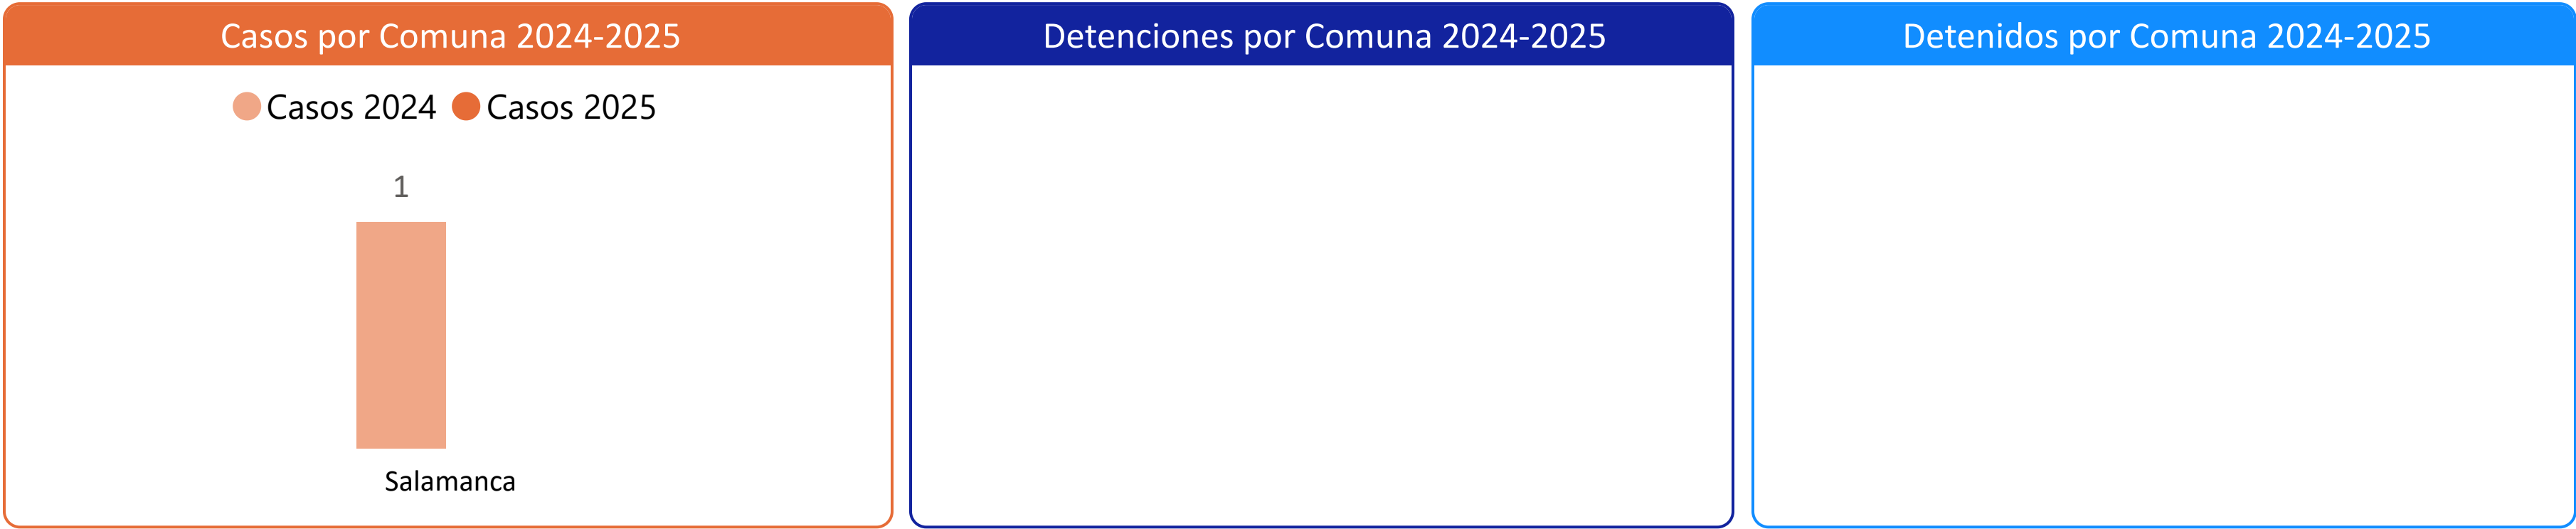 Casos por Comuna 2024-2025
Casos 2024 Casos 2025
1
Salamanca
Detenciones por Comuna 2024-2025
Detenidos por Comuna 2024-2025